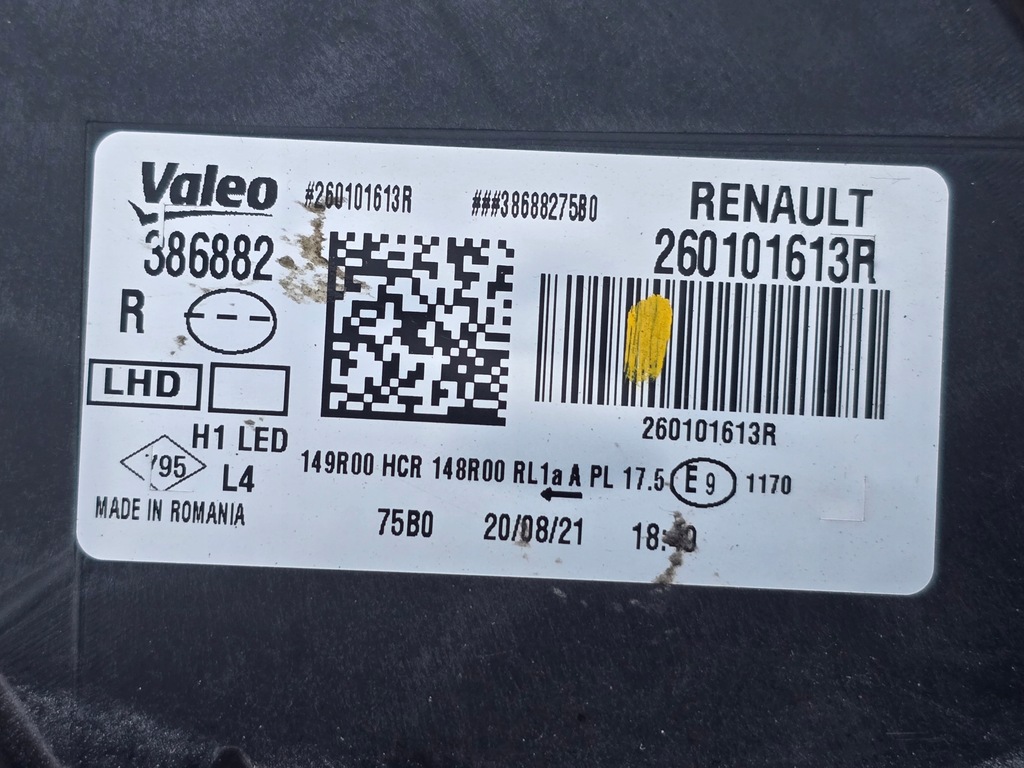 Valeo
#260101613R
###38688275B0
RENAULT
386882
260101613R
R
LHD
260101613R
H1 LED
L4
149R00 HCR 148R00 RL1a A PL 17.5 E9 1170
MADE IN ROMANIA
75B0
20/08/21